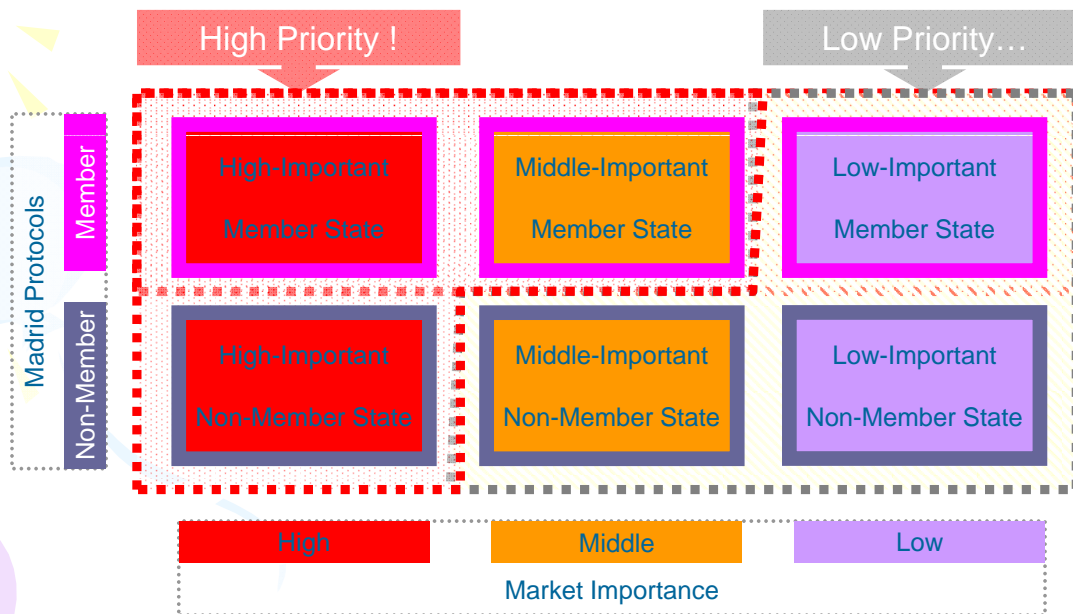 High Priority !
Low Priority…
Madrid Protocols
Member
High-Important
Member State
Middle-Important
Member State
Low-Important
Member State
Non-Member
High-Important
Non-Member State
Middle-Important
Non-Member State
Low-Important
Non-Member State
High
Middle
Low
Market Importance